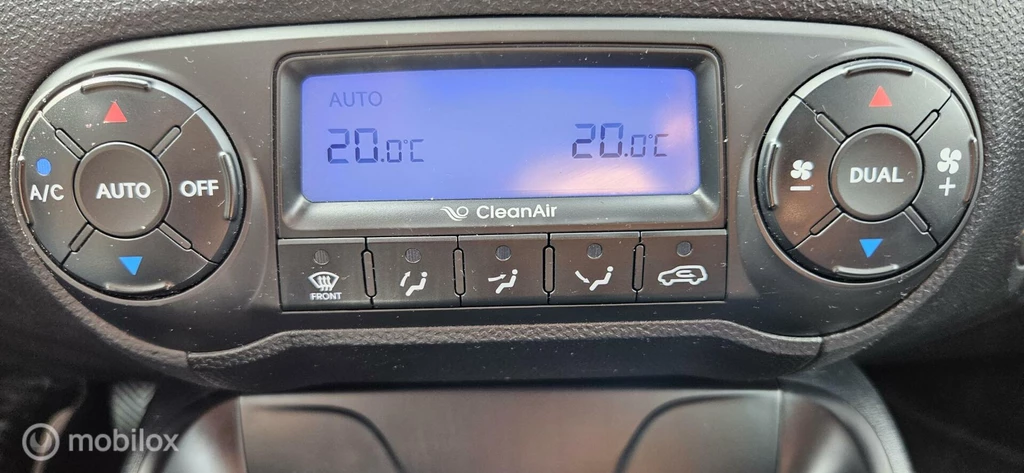 AUTO
20.0°C 20.0°C
CleanAir
A/C AUTO OFF
DUAL
− +
FRONT
mobilox